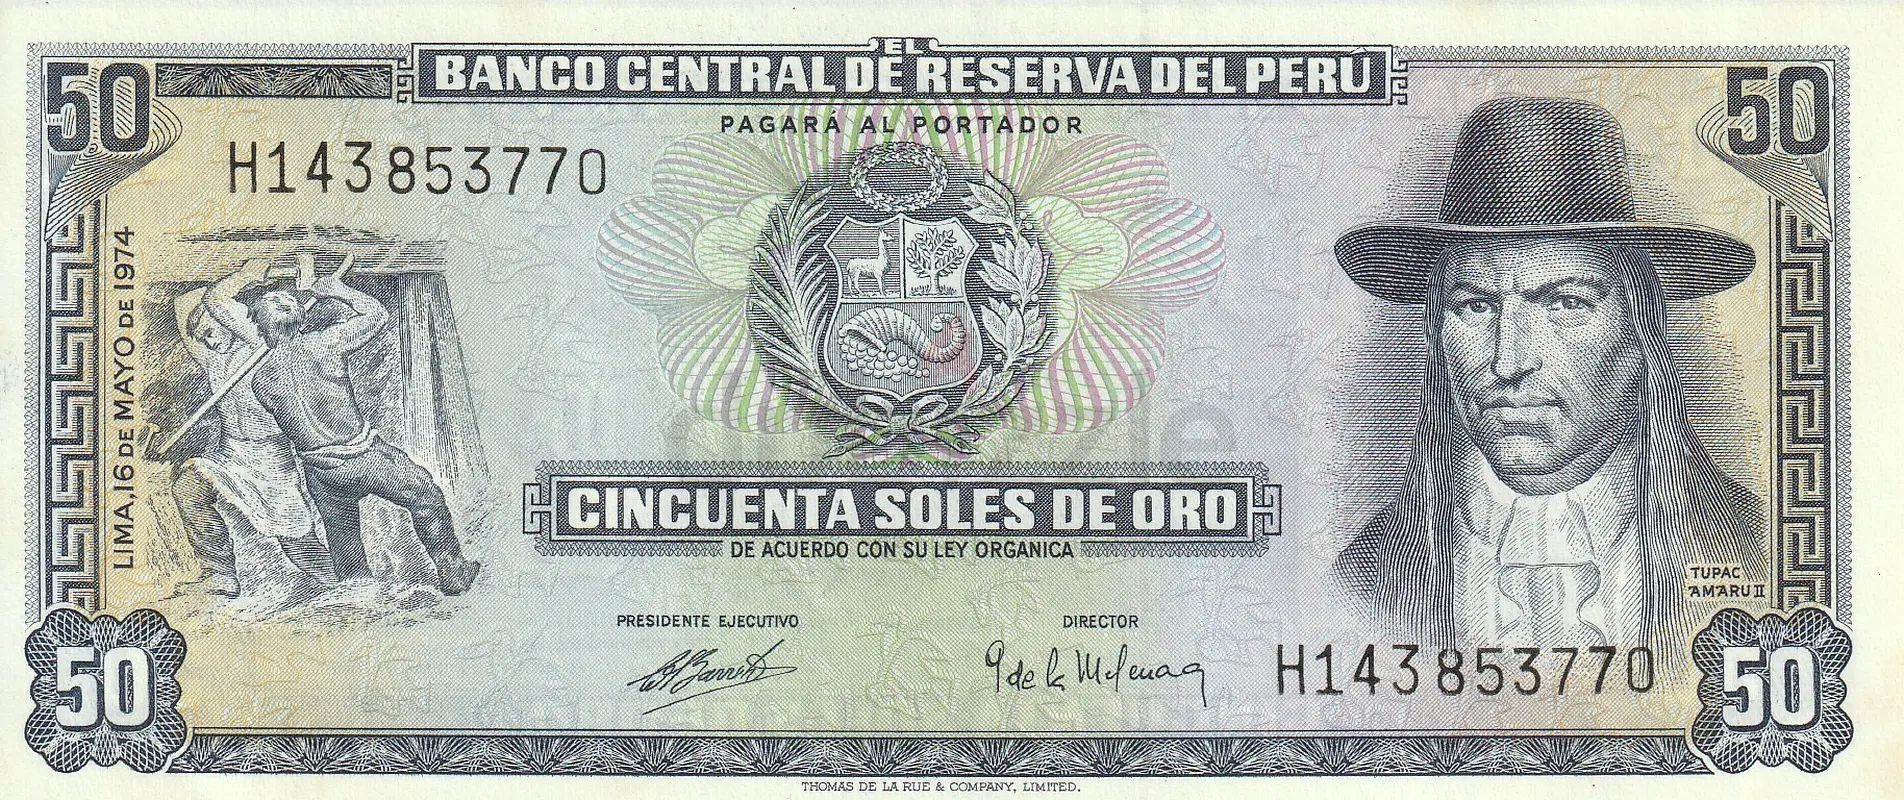 EL
BANCO CENTRAL DE RESERVA DEL PERÚ
50
50
PAGARÁ AL PORTADOR
H143853770
LIMA, 16 DE MAYO DE 1974
CINCUENTA SOLES DE ORO
DE ACUERDO CON SU LEY ORGANICA
TUPAC
AMARU II
PRESIDENTE EJECUTIVO
DIRECTOR
H143853770
50
50
THOMAS DE LA RUE & COMPANY, LIMITED.